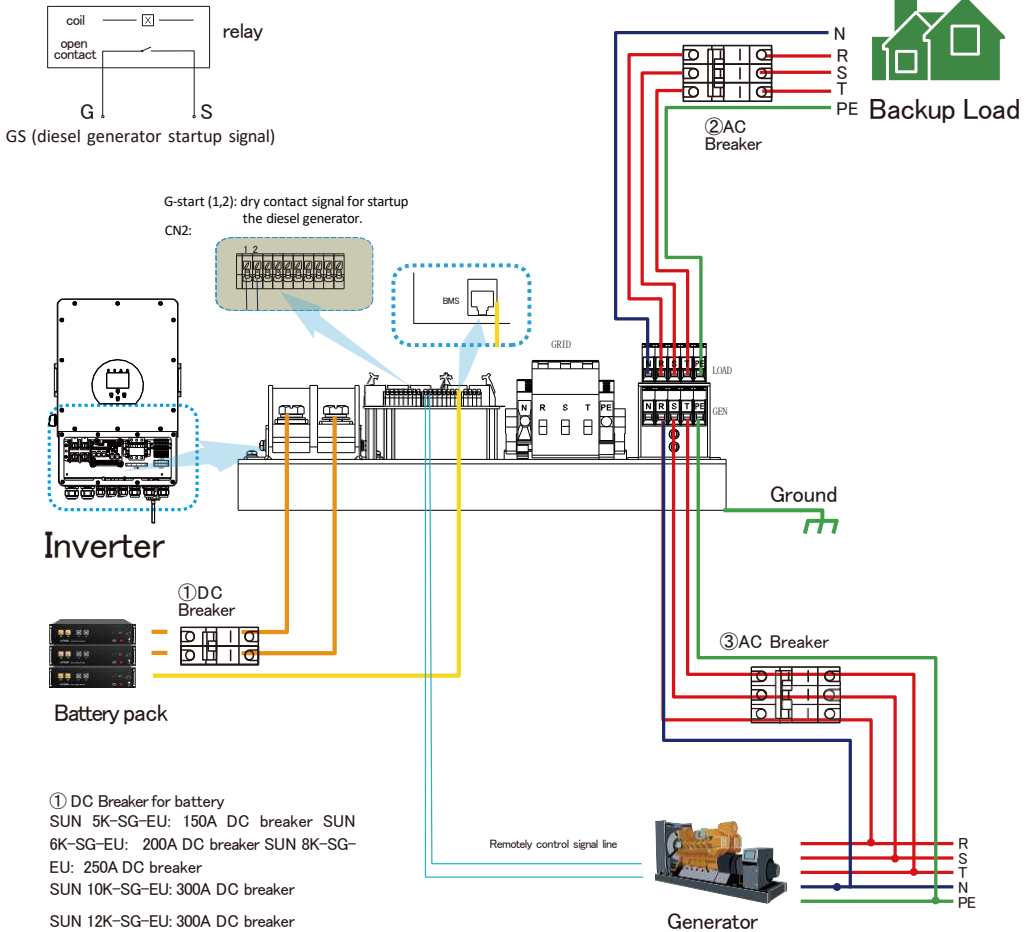 coil
open
contact
relay
G
S
GS (diesel generator startup signal)
N
R
S
T
PE
Backup Load
②AC
Breaker
G-start (1,2): dry contact signal for startup
the diesel generator.
CN2:
1 2
BMS
GRID
N R S T PE
LOAD
N R S T PE
GEN
N R S T PE
Ground
Inverter
①DC
Breaker
Battery pack
③AC Breaker
① DC Breaker for battery
SUN 5K-SG-EU: 150A DC breaker SUN
6K-SG-EU: 200A DC breaker SUN 8K-SG-
EU: 250A DC breaker
SUN 10K-SG-EU: 300A DC breaker
SUN 12K-SG-EU: 300A DC breaker
Remotely control signal line
Generator
R
S
T
N
PE